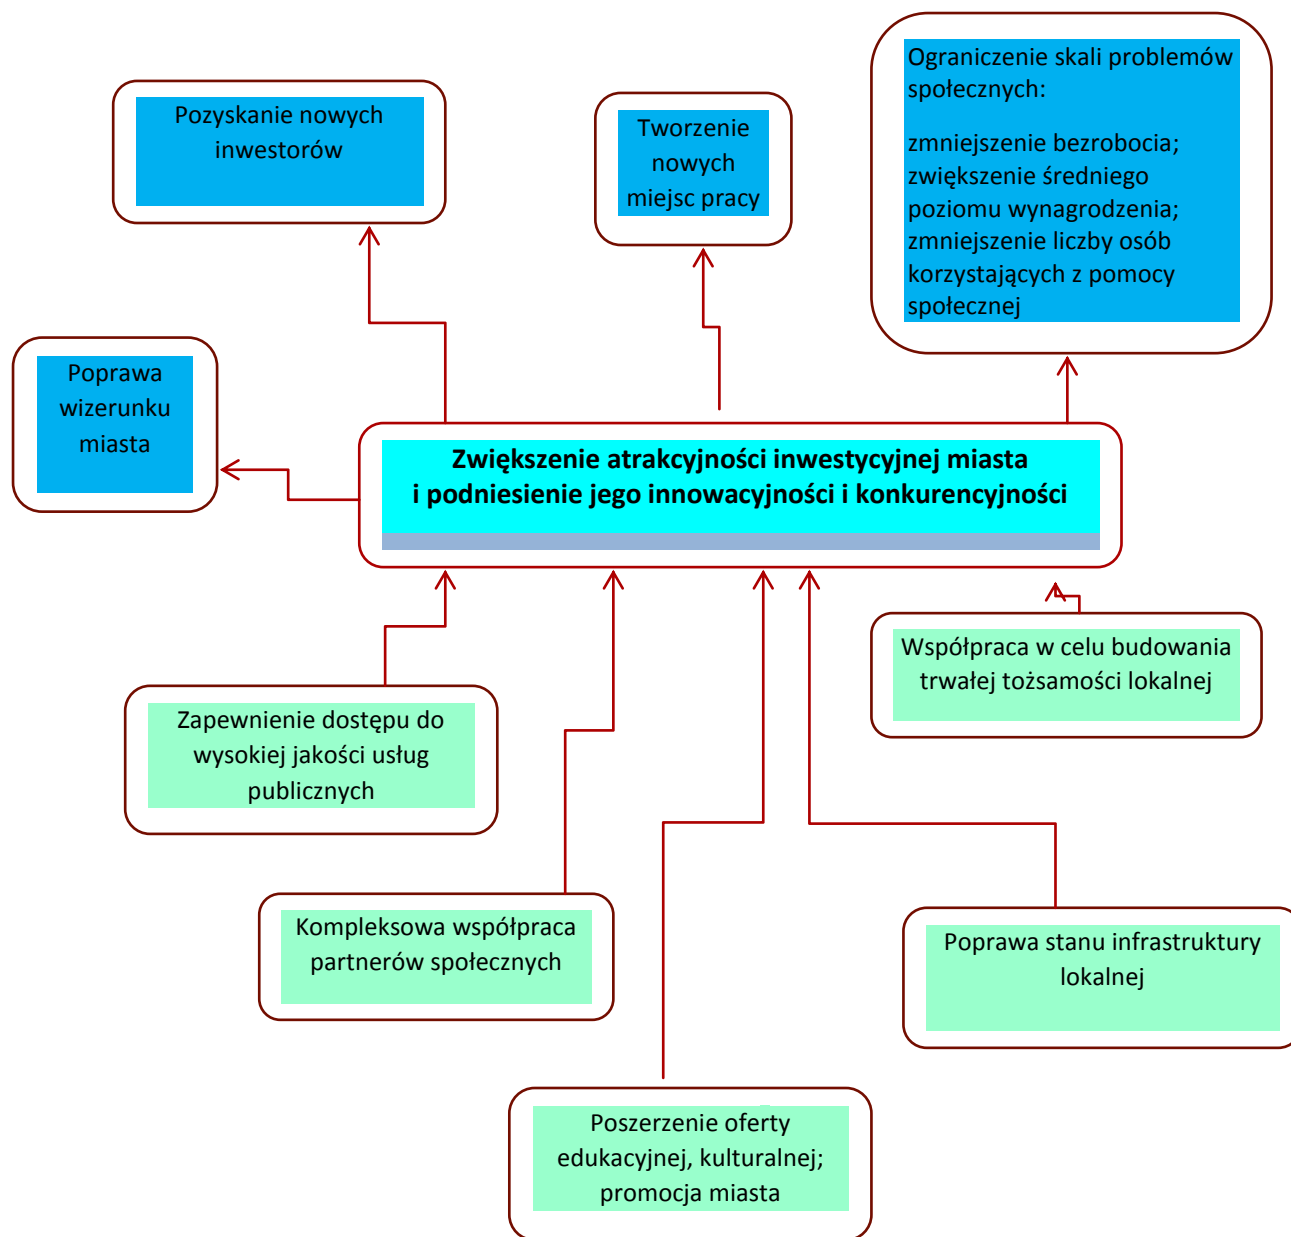 Pozyskanie nowych
inwestorów
Tworzenie
nowych
miejsc pracy
Ograniczenie skali problemów
społecznych:
zmniejszenie bezrobocia;
zwiększenie średniego
poziomu wynagrodzenia;
zmniejszenie liczby osób
korzystających z pomocy
społecznej
Poprawa
wizerunku
miasta
Zwiększenie atrakcyjności inwestycyjnej miasta
i podniesienie jego innowacyjności i konkurencyjności
Współpraca w celu budowania
trwałej tożsamości lokalnej
Zapewnienie dostępu do
wysokiej jakości usług
publicznych
Kompleksowa współpraca
partnerów społecznych
Poprawa stanu infrastruktury
lokalnej
Poszerzenie oferty
edukacyjnej, kulturalnej;
promocja miasta